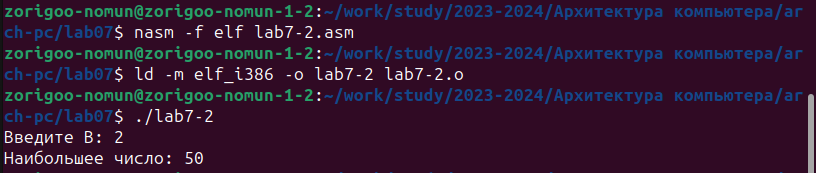 zorigoo-nomun@zorigoo-nomun-1-2:~/work/study/2023-2024/Архитектура компьютера/ar
ch-pc/lab07$ nasm -f elf lab7-2.asm
zorigoo-nomun@zorigoo-nomun-1-2:~/work/study/2023-2024/Архитектура компьютера/ar
ch-pc/lab07$ ld -m elf_i386 -o lab7-2 lab7-2.o
zorigoo-nomun@zorigoo-nomun-1-2:~/work/study/2023-2024/Архитектура компьютера/ar
ch-pc/lab07$ ./lab7-2
Введите B: 2
Наибольшее число: 50